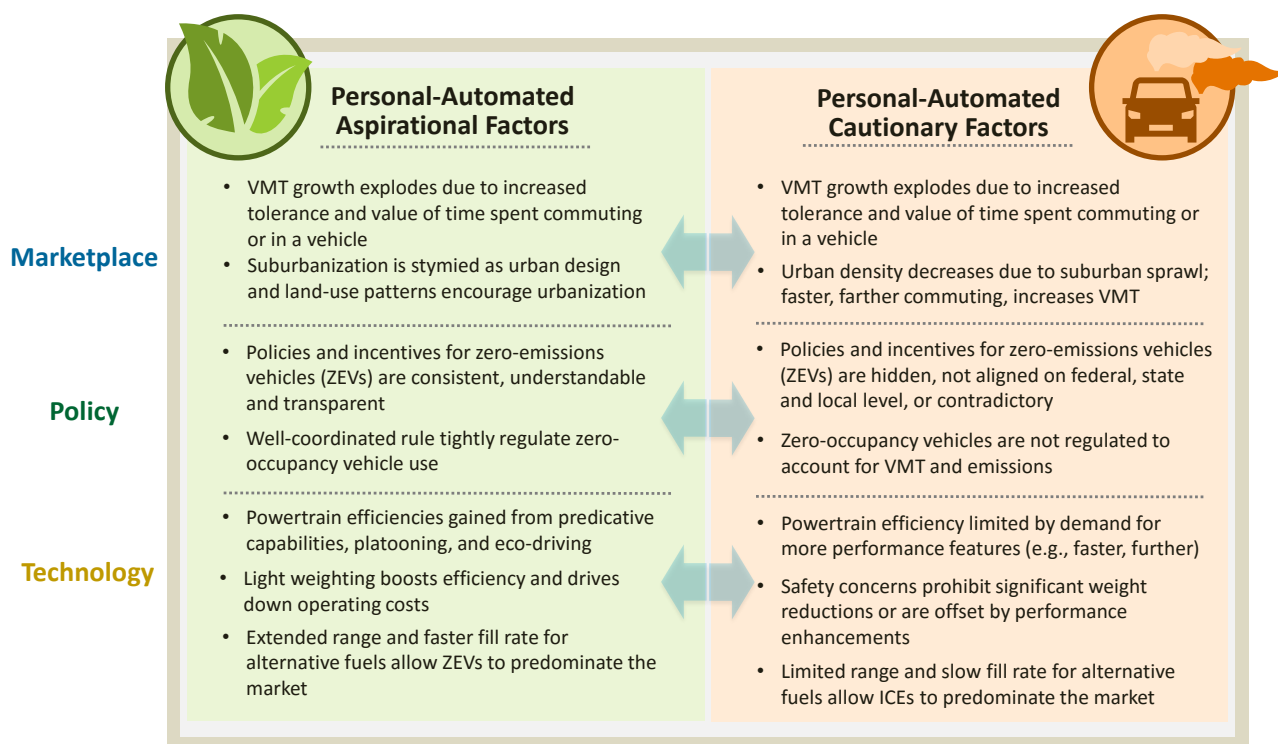 Personal-Automated
Aspirational Factors
Personal-Automated
Cautionary Factors
Marketplace
• VMT growth explodes due to increased
tolerance and value of time spent commuting
or in a vehicle
• Suburbanization is stymied as urban design
and land-use patterns encourage urbanization
• VMT growth explodes due to increased
tolerance and value of time spent commuting or
in a vehicle
• Urban density decreases due to suburban sprawl;
faster, farther commuting, increases VMT
Policy
• Policies and incentives for zero-emissions
vehicles (ZEVs) are consistent, understandable
and transparent
• Well-coordinated rule tightly regulate zero-
occupancy vehicle use
• Policies and incentives for zero-emissions vehicles
(ZEVs) are hidden, not aligned on federal, state
and local level, or contradictory
• Zero-occupancy vehicles are not regulated to
account for VMT and emissions
Technology
• Powertrain efficiencies gained from predicative
capabilities, platooning, and eco-driving
• Light weighting boosts efficiency and drives
down operating costs
• Extended range and faster fill rate for
alternative fuels allow ZEVs to predominate the
market
• Powertrain efficiency limited by demand for
more performance features (e.g., faster, further)
• Safety concerns prohibit significant weight
reductions or are offset by performance
enhancements
• Limited range and slow fill rate for alternative
fuels allow ICEs to predominate the market